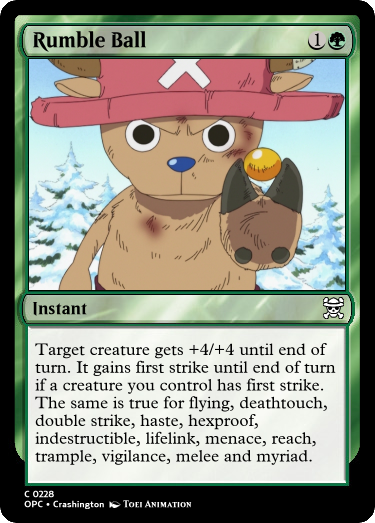 Rumble Ball 1
Instant
Target creature gets +4/+4 until end of
turn. It gains first strike until end of turn
if a creature you control has first strike.
The same is true for flying, deathtouch,
double strike, haste, hexproof,
indestructible, lifelink, menace, reach,
trample, vigilance, melee and myriad.
C 0228
OPC • Crashington TOEI ANIMATION